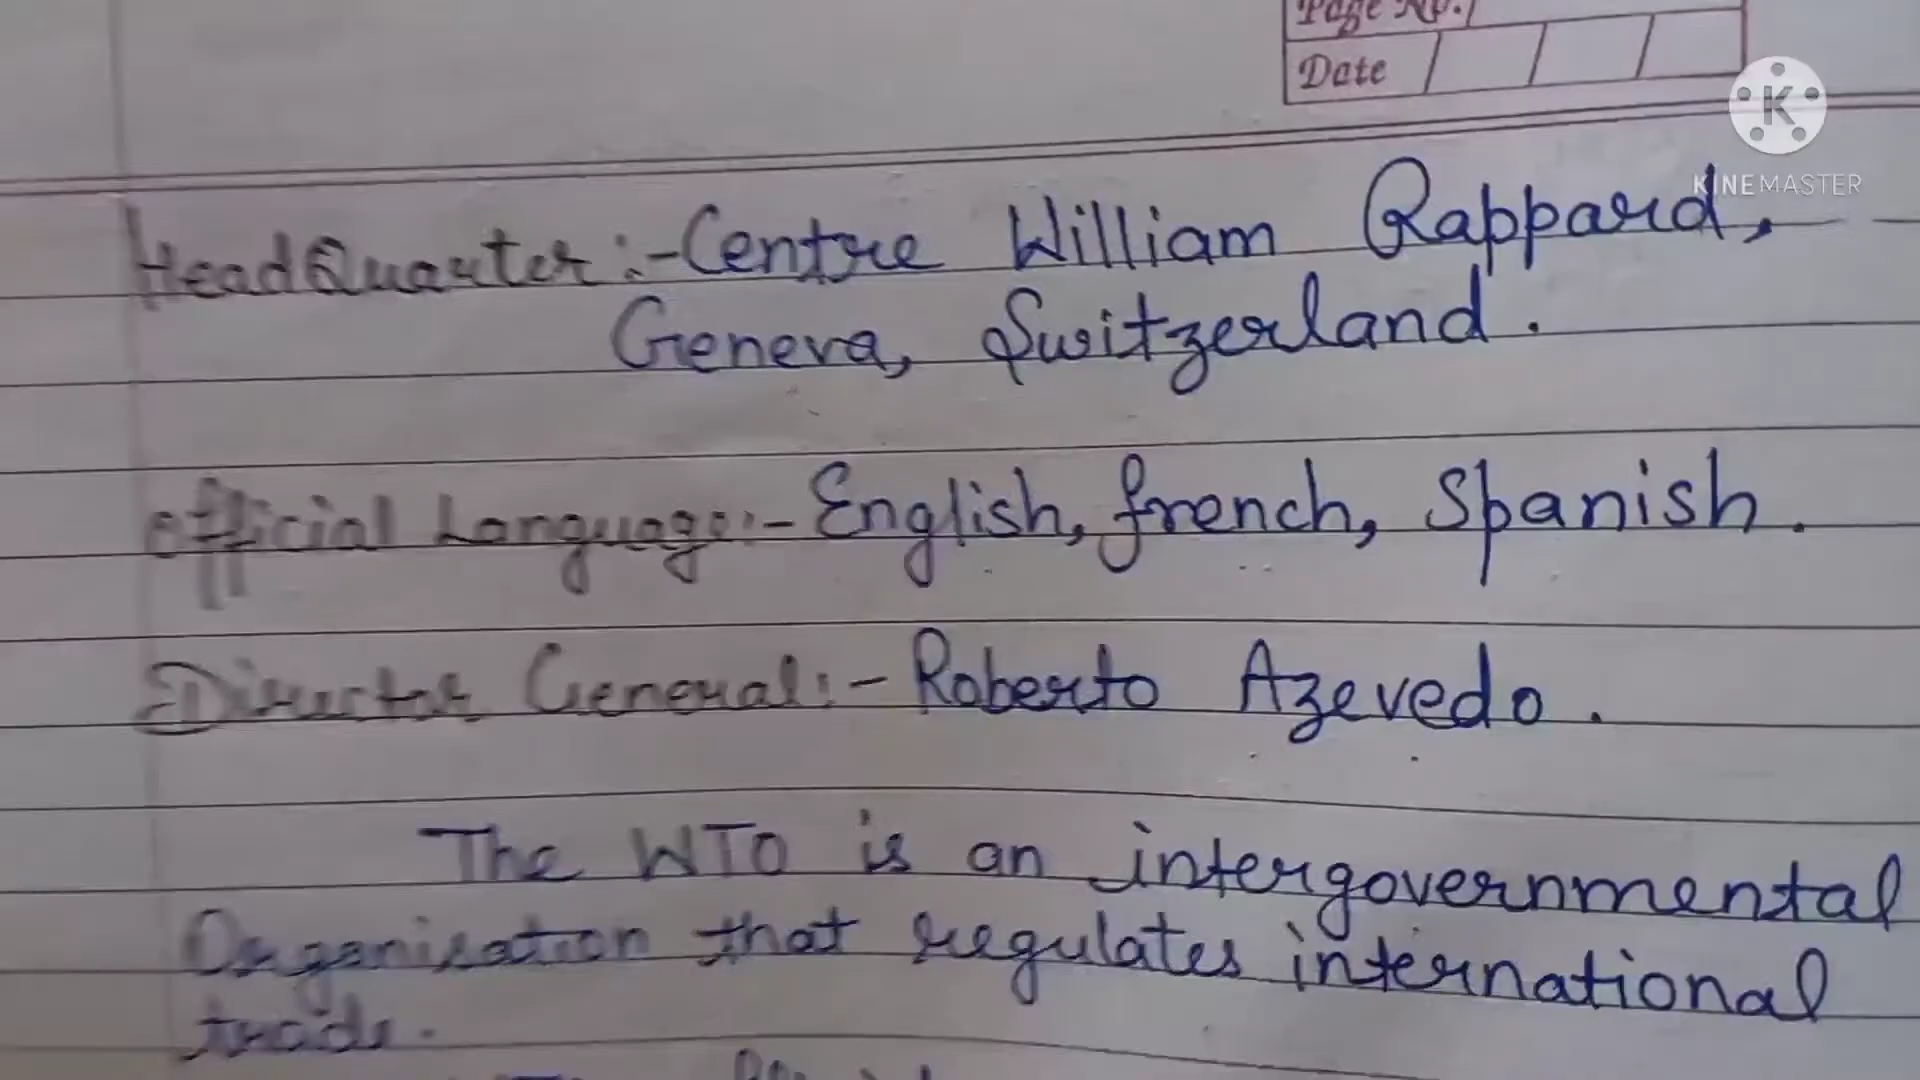 Page No.
Date
K
KINEMASTER
HeadQuarter :- Centre William Rappard,
Geneva, Switzerland.
Official Language:- English, french, Spanish.
Director General:- Roberto Azevedo.
The WTO is an intergovernmental
Organisation that regulates international
trade.